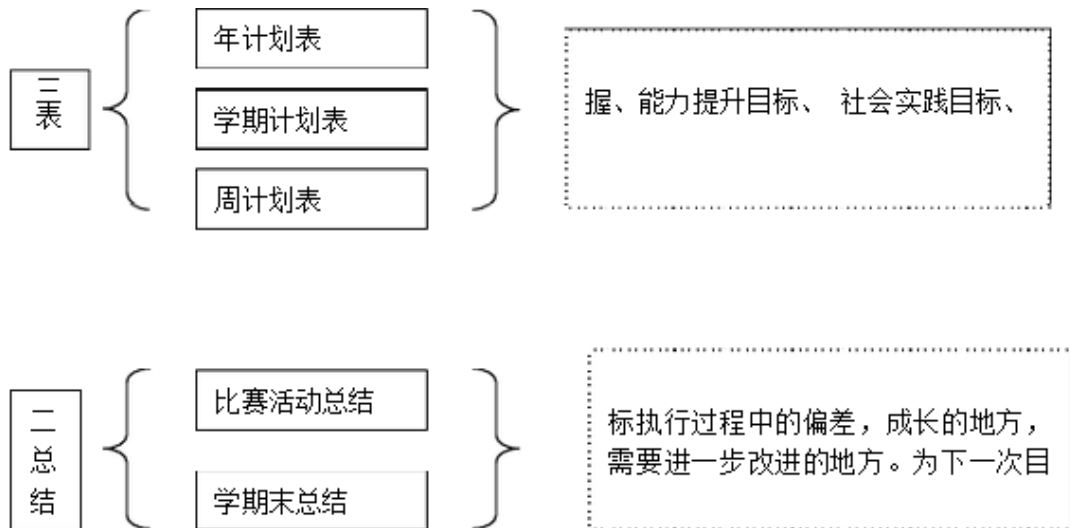 三表
年计划表
学期计划表
周计划表
握、能力提升目标、 社会实践目标、
二总结
比赛活动总结
学期末总结
标执行过程中的偏差，成长的地方，
需要进一步改进的地方。为下一次目